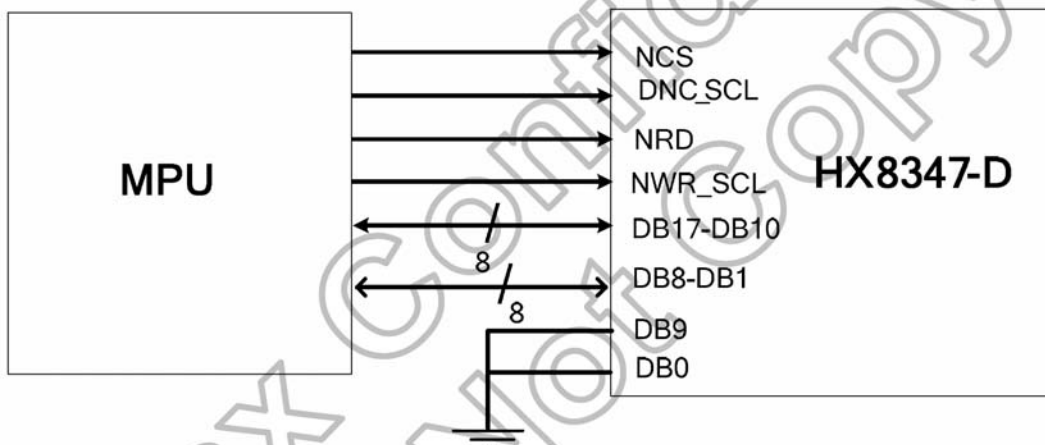 MPU
HX8347-D
NCS
DNC_SCL
NRD
NWR_SCL
DB17-DB10
8
DB8-DB1
8
DB9
DB0